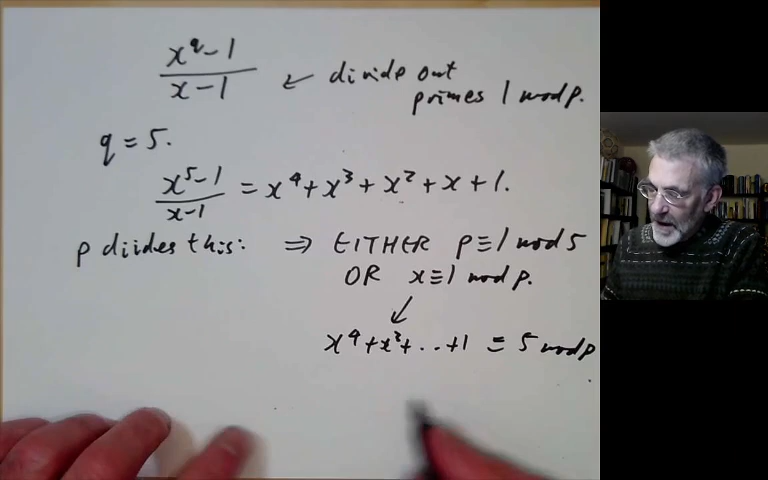 x^q - 1 / x - 1 ← divide out
primes 1 mod p.
q = 5.
x^5 - 1 / x - 1 = x^4 + x^3 + x^2 + x + 1.
p divides this: ⇒ EITHER p ≡ 1 mod 5
OR x ≡ 1 mod p.
↙
x^4 + x^3 + .. + 1 ≡ 5 mod p